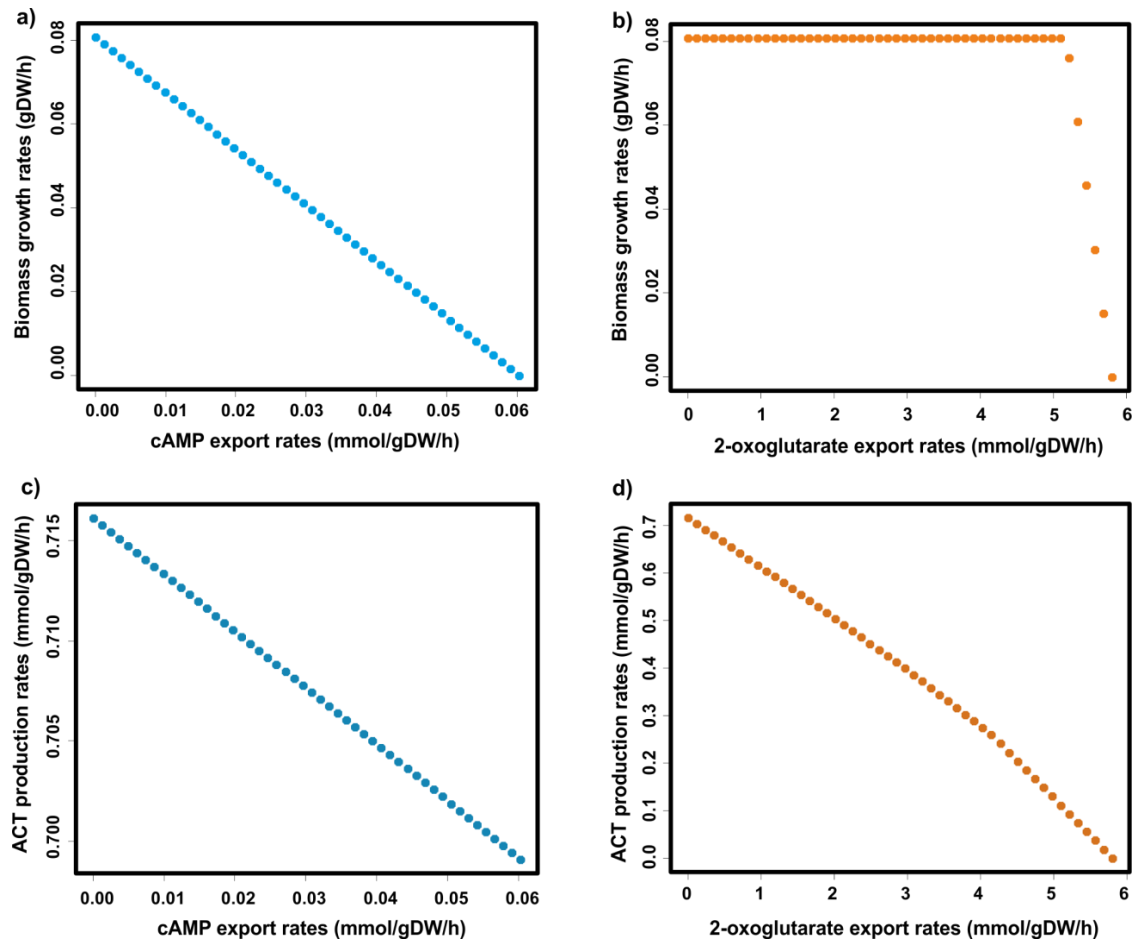 a)
Biomass growth rates (gDW/h)
0.08
0.06
0.04
0.02
0.00
0.00 0.01 0.02 0.03 0.04 0.05 0.06
cAMP export rates (mmol/gDW/h)
b)
Biomass growth rates (gDW/h)
0.08
0.06
0.04
0.02
0.00
0 1 2 3 4 5 6
2-oxoglutarate export rates (mmol/gDW/h)
c)
ACT production rates (mmol/gDW/h)
0.715
0.710
0.705
0.700
0.00 0.01 0.02 0.03 0.04 0.05 0.06
cAMP export rates (mmol/gDW/h)
d)
ACT production rates (mmol/gDW/h)
0.7
0.6
0.5
0.4
0.3
0.2
0.1
0.0
0 1 2 3 4 5 6
2-oxoglutarate export rates (mmol/gDW/h)